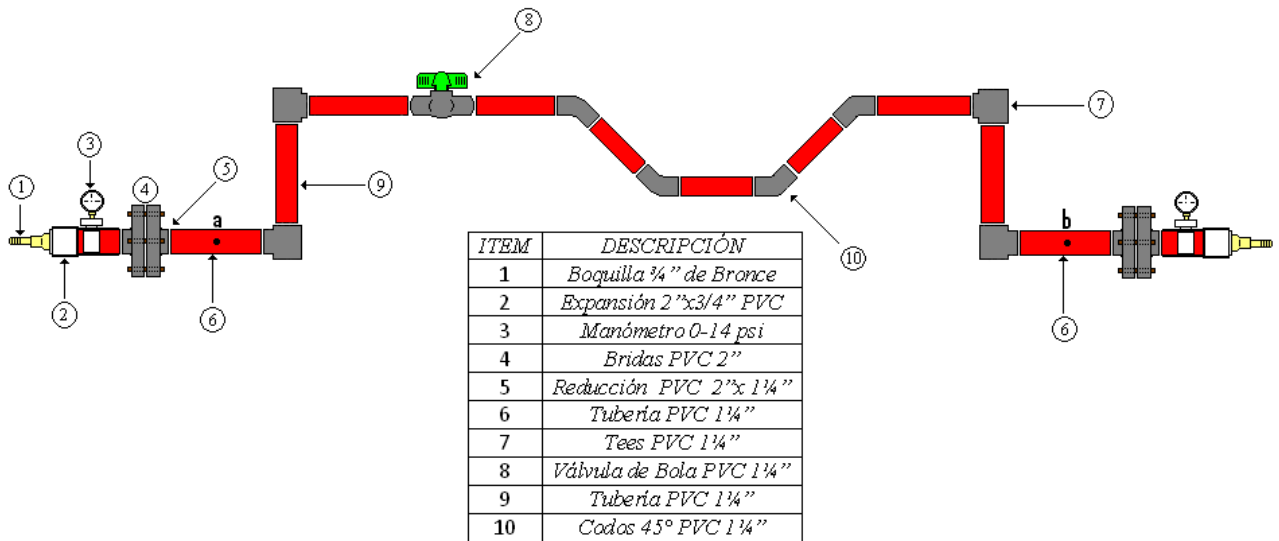 8
3
7
5
1
4
9
a
b
10
2
6
6
ITEM DESCRIPCIÓN
1 Boquilla ¾” de Bronce
2 Expansión 2”x3/4” PVC
3 Manómetro 0-14 psi
4 Bridas PVC 2”
5 Reducción PVC 2”x 1¼”
6 Tubería PVC 1¼”
7 Tees PVC 1¼”
8 Válvula de Bola PVC 1¼”
9 Tubería PVC 1¼”
10 Codos 45° PVC 1¼”